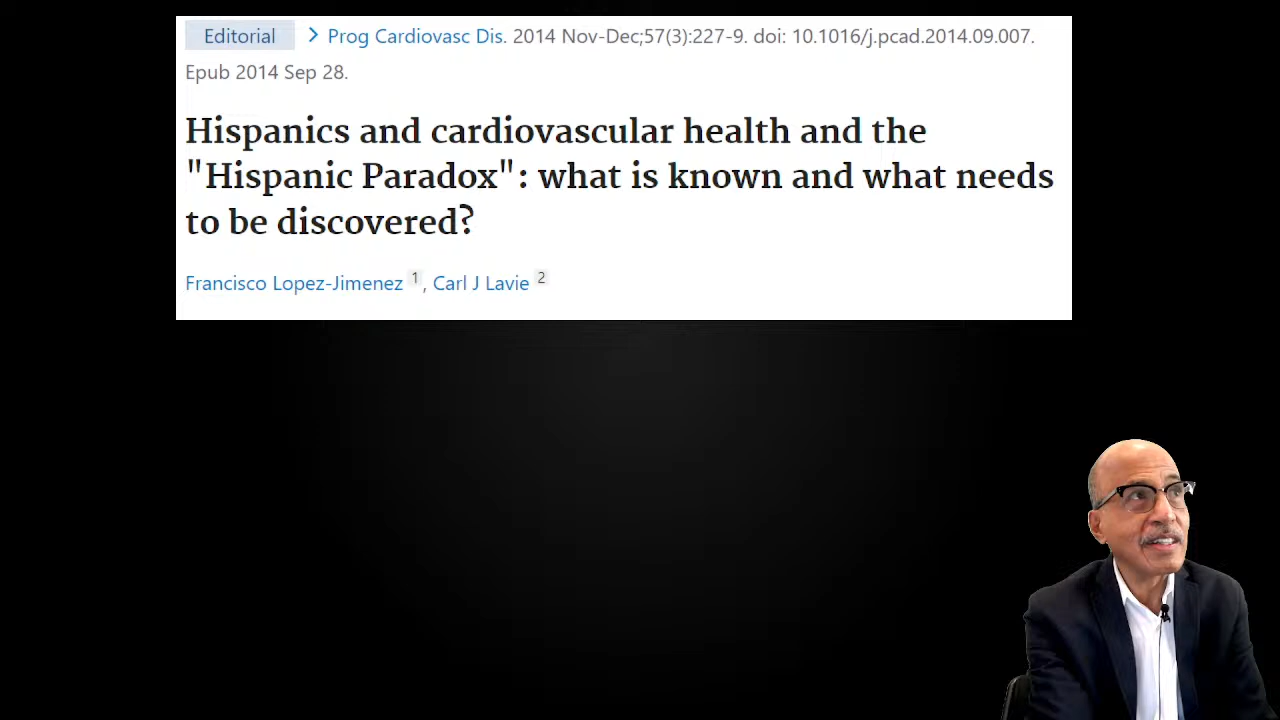 Editorial > Prog Cardiovasc Dis. 2014 Nov-Dec;57(3):227-9. doi: 10.1016/j.pcad.2014.09.007.
Epub 2014 Sep 28.
Hispanics and cardiovascular health and the
"Hispanic Paradox": what is known and what needs
to be discovered?
Francisco Lopez-Jimenez 1, Carl J Lavie 2